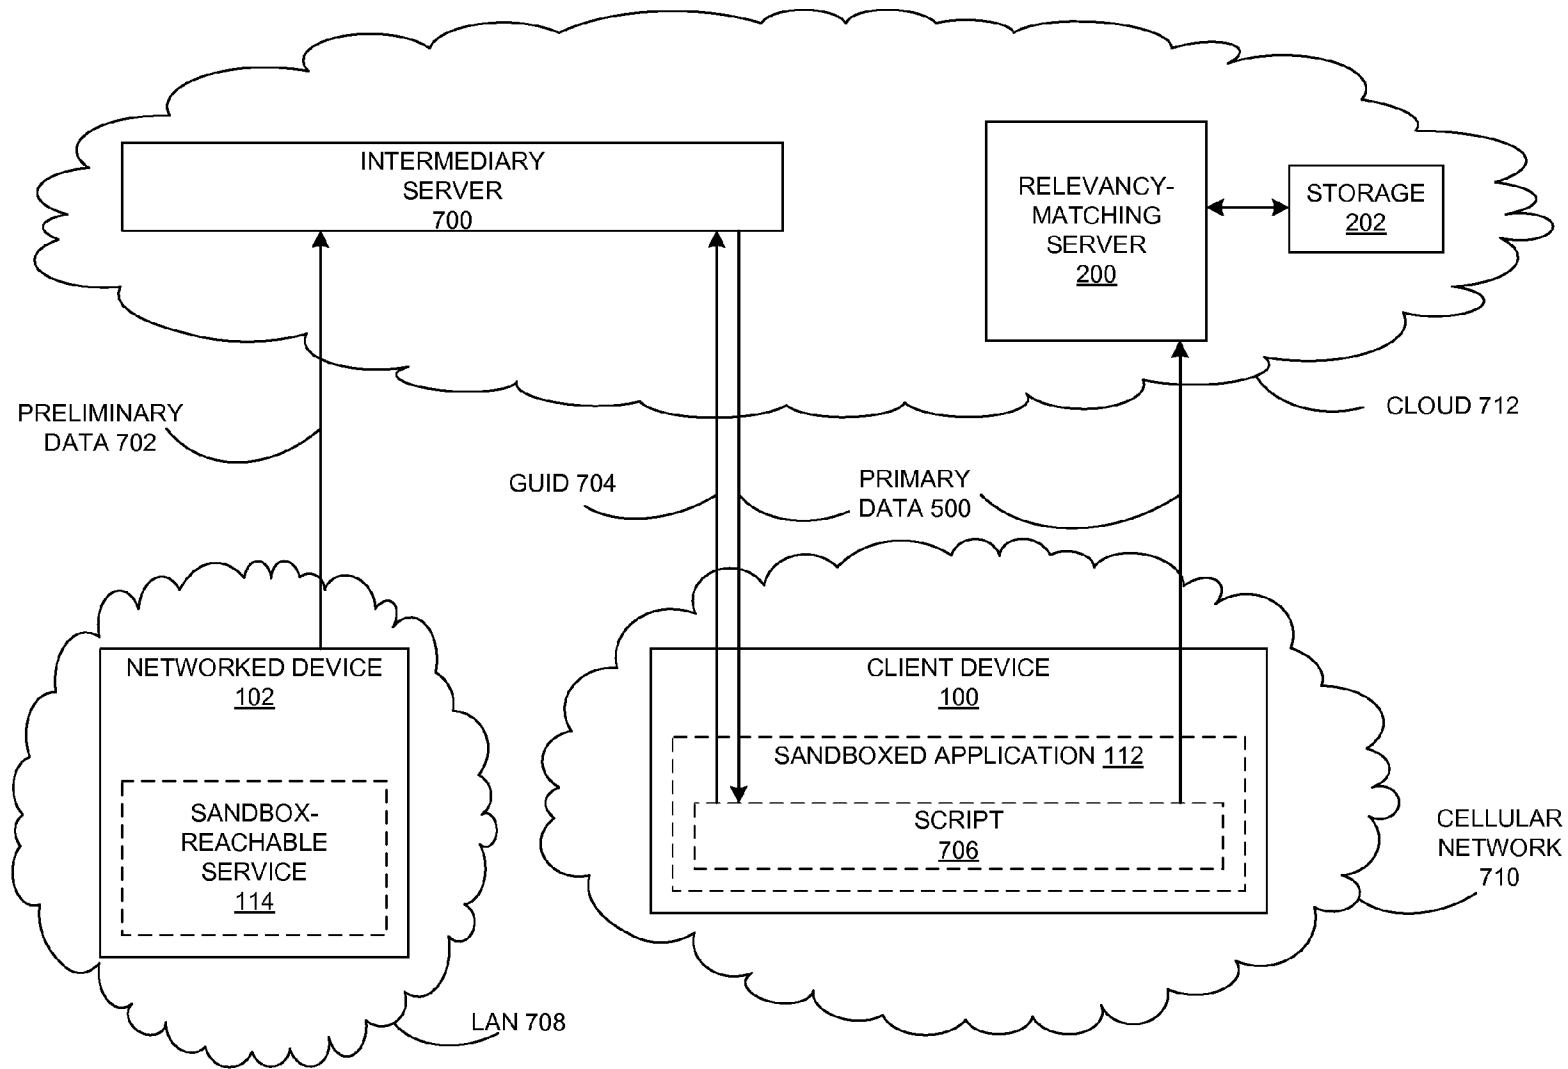 INTERMEDIARY
SERVER
700
RELEVANCY-
MATCHING
SERVER
200
STORAGE
202
PRELIMINARY
DATA 702
CLOUD 712
GUID 704
PRIMARY
DATA 500
NETWORKED DEVICE
102
SANDBOX-
REACHABLE
SERVICE
114
CLIENT DEVICE
100
SANDBOXED APPLICATION 112
SCRIPT
706
CELLULAR
NETWORK
710
LAN 708